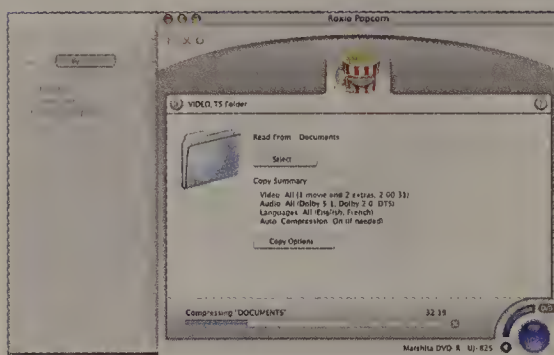 Roxio Popcorn
VIDEO_TS Folder
Read From: Documents
Select
Copy Summary
Video: All (1 movie and 2 extras, 2:00:31)
Audio: All (Dolby 5.1, Dolby 2.0, DTS)
Languages: All (English, French)
Auto Compression: On (if needed)
Copy Options
Compressing "DOCUMENTS"
32:39
Matshita DVD-R UJ-825